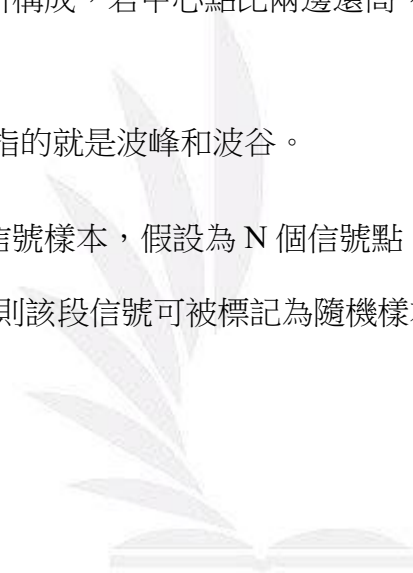 構成，若中心點比兩邊還高，
指的就是波峰和波谷。
信號樣本，假設為 N 個信號點，
則該段信號可被標記為隨機樣